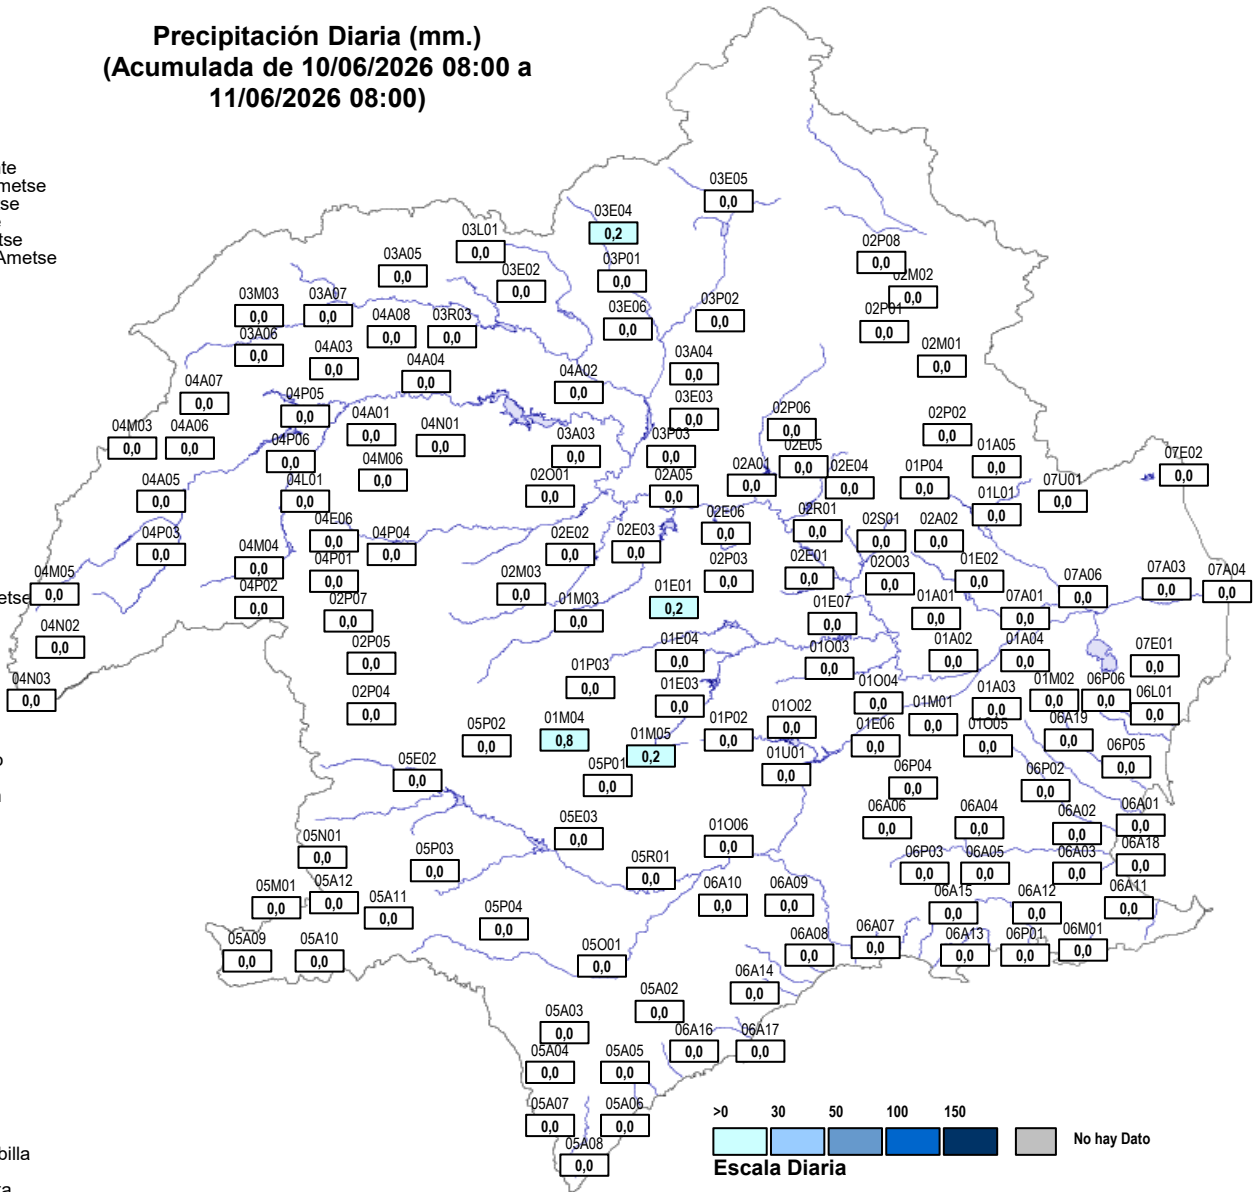 Precipitación Diaria (mm.)
(Acumulada de 10/06/2026 08:00 a
11/06/2026 08:00)
03E05
0,0
03E04
0,2
03L01
0,0
03A05
0,0
03E02
0,0
03P01
0,0
02P08
0,0
02M02
0,0
03M03
0,0
03A07
0,0
04A08
0,0
03R03
0,0
03E06
0,0
03P02
0,0
02P01
0,0
03A06
0,0
04A03
0,0
04A04
0,0
04A02
0,0
03A04
0,0
02M01
0,0
04A07
0,0
04P05
0,0
03E03
0,0
04M03
0,0
04A06
0,0
04A01
0,0
04N01
0,0
02P06
0,0
02P02
0,0
04P06
0,0
03A03
0,0
03P03
0,0
02E05
0,0
01A05
0,0
07E02
0,0
04M06
0,0
04A05
0,0
04L01
0,0
02O01
0,0
02A05
0,0
02A01
0,0
02E04
0,0
01P04
0,0
07U01
0,0
01L01
0,0
04P03
0,0
04E06
0,0
04P04
0,0
02E02
0,0
02E03
0,0
02E06
0,0
02R01
0,0
02S01
0,0
02A02
0,0
04M04
0,0
04P01
0,0
02P03
0,0
02E01
0,0
02O03
0,0
01E02
0,0
04M05
0,0
04P02
0,0
02P07
0,0
02M03
0,0
01M03
0,0
01E01
0,2
01E07
0,0
01A01
0,0
07A01
0,0
07A06
0,0
07A03
0,0
07A04
0,0
04N02
0,0
02P05
0,0
01E04
0,0
01O03
0,0
01A02
0,0
01A04
0,0
07E01
0,0
04N03
0,0
02P04
0,0
01P03
0,0
01E03
0,0
01O04
0,0
01A03
0,0
01M02
0,0
06P06
0,0
06L01
0,0
05P02
0,0
01M04
0,8
01M05
0,2
01P02
0,0
01O02
0,0
01E06
0,0
01M01
0,0
01O05
0,0
06A19
0,0
05E02
0,0
05P01
0,0
01U01
0,0
06P04
0,0
06P02
0,0
06P05
0,0
05N01
0,0
05E03
0,0
01O06
0,0
06A06
0,0
06A04
0,0
06A02
0,0
06A01
0,0
05P03
0,0
05R01
0,0
06P03
0,0
06A05
0,0
06A03
0,0
06A18
0,0
05M01
0,0
05A12
0,0
05A11
0,0
05P04
0,0
06A10
0,0
06A09
0,0
06A15
0,0
06A12
0,0
06A11
0,0
05A09
0,0
05A10
0,0
05O01
0,0
06A08
0,0
06A07
0,0
06A13
0,0
06P01
0,0
06M01
0,0
05A03
0,0
05A02
0,0
06A14
0,0
05A04
0,0
05A05
0,0
06A16
0,0
06A17
0,0
05A07
0,0
05A06
0,0
05A08
0,0
>0 30 50 100 150
No hay Dato
Escala Diaria